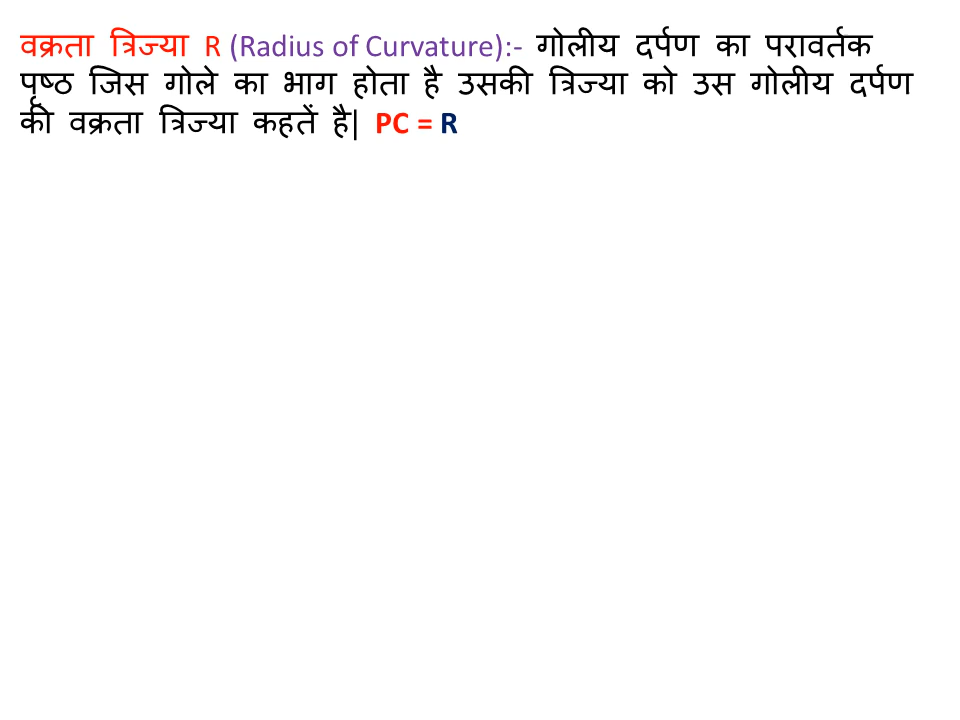 वक्रता त्रिज्या R (Radius of Curvature):- गोलीय दर्पण का परावर्तक
पृष्ठ जिस गोले का भाग होता है उसकी त्रिज्या को उस गोलीय दर्पण
की वक्रता त्रिज्या कहतें है| PC = R